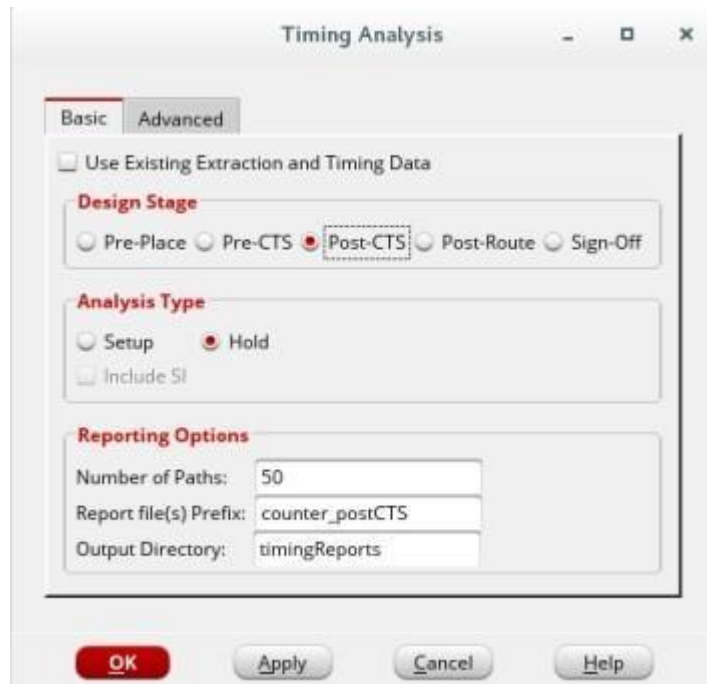 Timing Analysis
Basic Advanced
Use Existing Extraction and Timing Data
Design Stage
Pre-Place Pre-CTS Post-CTS Post-Route Sign-Off
Analysis Type
Setup Hold
Include SI
Reporting Options
Number of Paths: 50
Report file(s) Prefix: counter_postCTS
Output Directory: timingReports
OK Apply Cancel Help